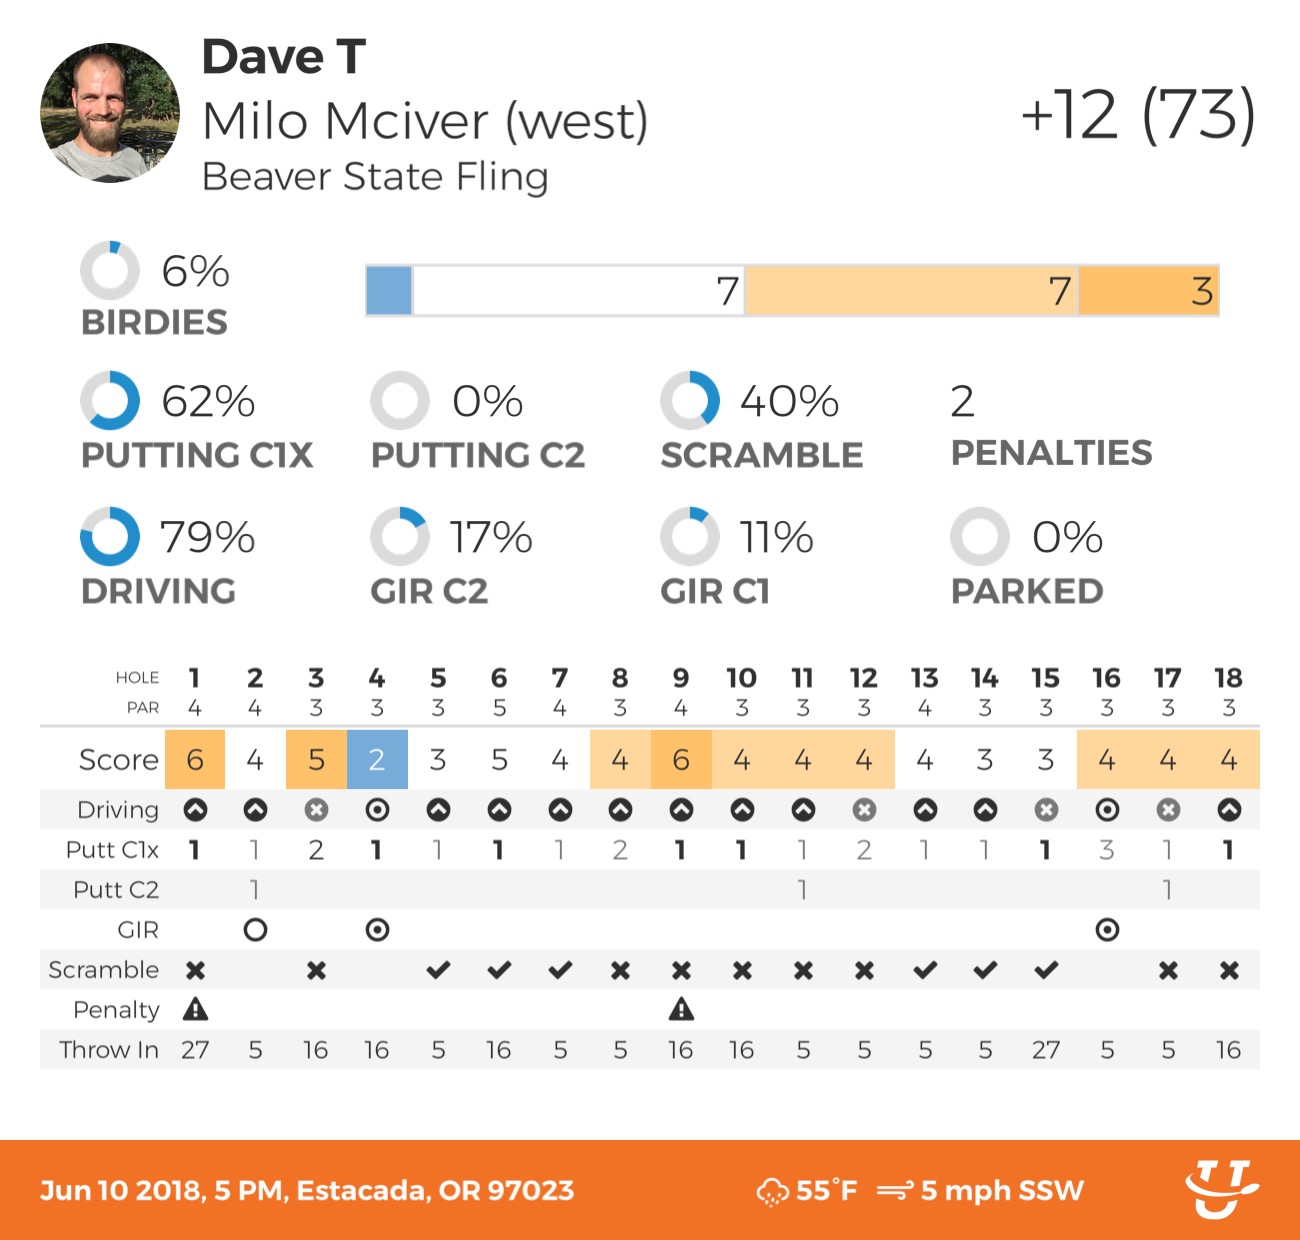 Dave T
Milo Mciver (west)
Beaver State Fling
+12 (73)
6%
BIRDIES
7 7 3
62% 0% 40% 2
PUTTING C1X PUTTING C2 SCRAMBLE PENALTIES
79% 17% 11% 0%
DRIVING GIR C2 GIR C1 PARKED
HOLE 1 2 3 4 5 6 7 8 9 10 11 12 13 14 15 16 17 18
PAR 4 4 3 3 3 5 4 3 4 3 3 3 4 3 3 3 3 3
Score 6 4 5 2 3 5 4 4 6 4 4 4 4 3 3 4 4 4
Driving
Putt C1x 1 1 2 1 1 1 1 2 1 1 1 2 1 1 1 3 1 1
Putt C2 1 1 1
GIR
Scramble
Penalty
Throw In 27 5 16 16 5 16 5 5 16 16 5 5 5 5 27 5 5 16
Jun 10 2018, 5 PM, Estacada, OR 97023 55°F 5 mph SSW